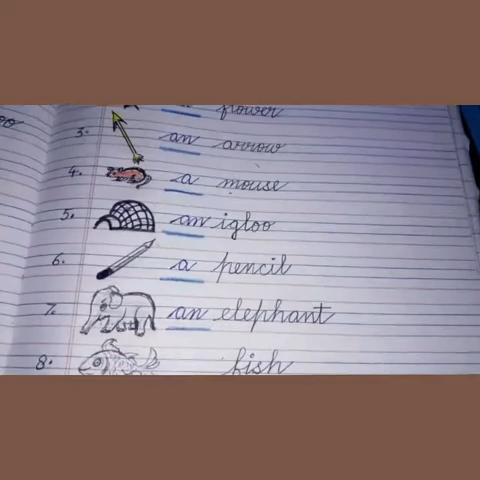 flower
3. an arrow
4. a mouse
5. an igloo
6. a pencil
7. an elephant
8. fish